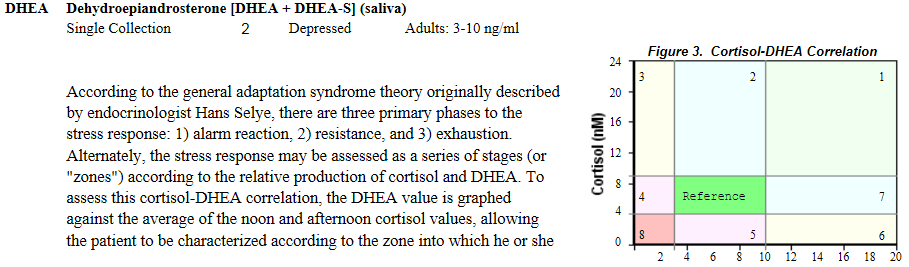 DHEA Dehydroepiandrosterone [DHEA + DHEA-S] (saliva)
Single Collection 2 Depressed Adults: 3-10 ng/ml
According to the general adaptation syndrome theory originally described
by endocrinologist Hans Selye, there are three primary phases to the
stress response: 1) alarm reaction, 2) resistance, and 3) exhaustion.
Alternately, the stress response may be assessed as a series of stages (or
"zones") according to the relative production of cortisol and DHEA. To
assess this cortisol-DHEA correlation, the DHEA value is graphed
against the average of the noon and afternoon cortisol values, allowing
the patient to be characterized according to the zone into which he or she
Figure 3. Cortisol-DHEA Correlation
Cortisol (nM)
24
20
16
12
8
4
0
3 2 1
4 Reference 7
8 5 6
2 4 6 8 10 12 14 16 18 20